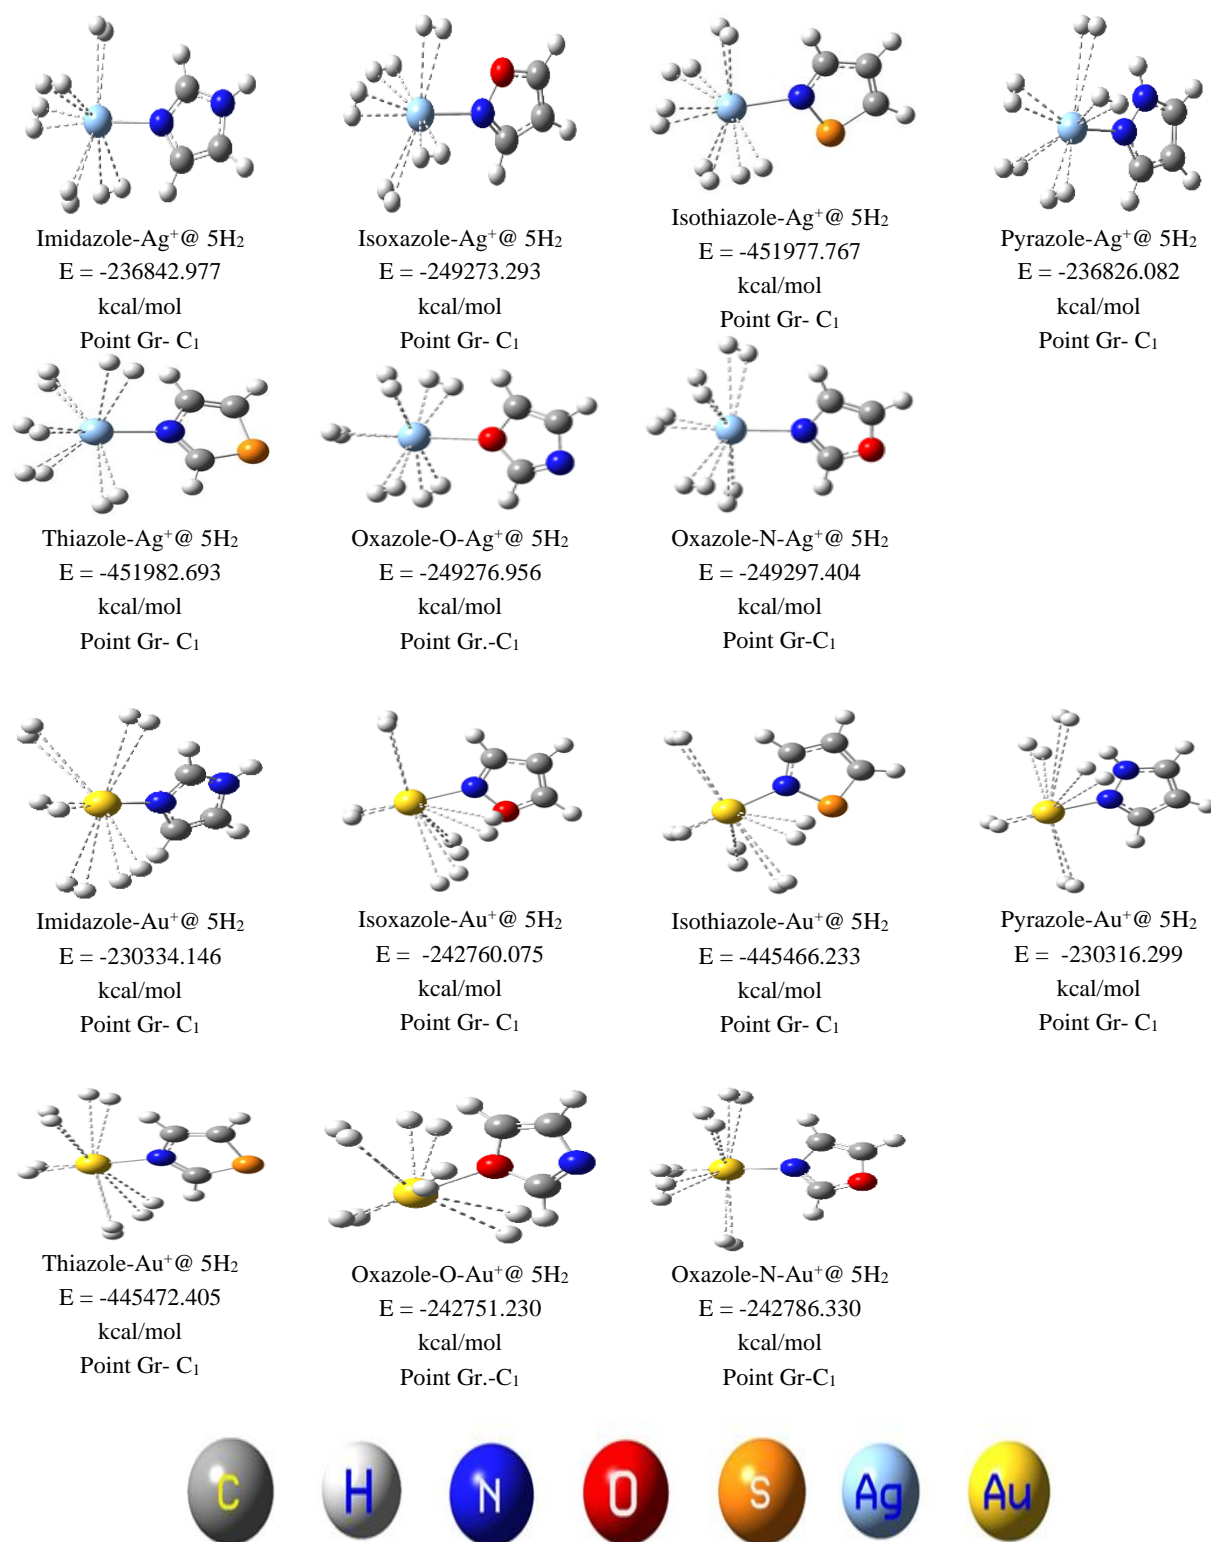 Imidazole-Ag⁺@ 5H₂
E = -236842.977
kcal/mol
Point Gr- C₁
Isoxazole-Ag⁺@ 5H₂
E = -249273.293
kcal/mol
Point Gr- C₁
Isothiazole-Ag⁺@ 5H₂
E = -451977.767
kcal/mol
Point Gr- C₁
Pyrazole-Ag⁺@ 5H₂
E = -236826.082
kcal/mol
Point Gr- C₁
Thiazole-Ag⁺@ 5H₂
E = -451982.693
kcal/mol
Point Gr- C₁
Oxazole-O-Ag⁺@ 5H₂
E = -249276.956
kcal/mol
Point Gr.-C₁
Oxazole-N-Ag⁺@ 5H₂
E = -249297.404
kcal/mol
Point Gr-C₁
Imidazole-Au⁺@ 5H₂
E = -230334.146
kcal/mol
Point Gr- C₁
Isoxazole-Au⁺@ 5H₂
E = -242760.075
kcal/mol
Point Gr- C₁
Isothiazole-Au⁺@ 5H₂
E = -445466.233
kcal/mol
Point Gr- C₁
Pyrazole-Au⁺@ 5H₂
E = -230316.299
kcal/mol
Point Gr- C₁
Thiazole-Au⁺@ 5H₂
E = -445472.405
kcal/mol
Point Gr- C₁
Oxazole-O-Au⁺@ 5H₂
E = -242751.230
kcal/mol
Point Gr.-C₁
Oxazole-N-Au⁺@ 5H₂
E = -242786.330
kcal/mol
Point Gr-C₁
C H N O S Ag Au